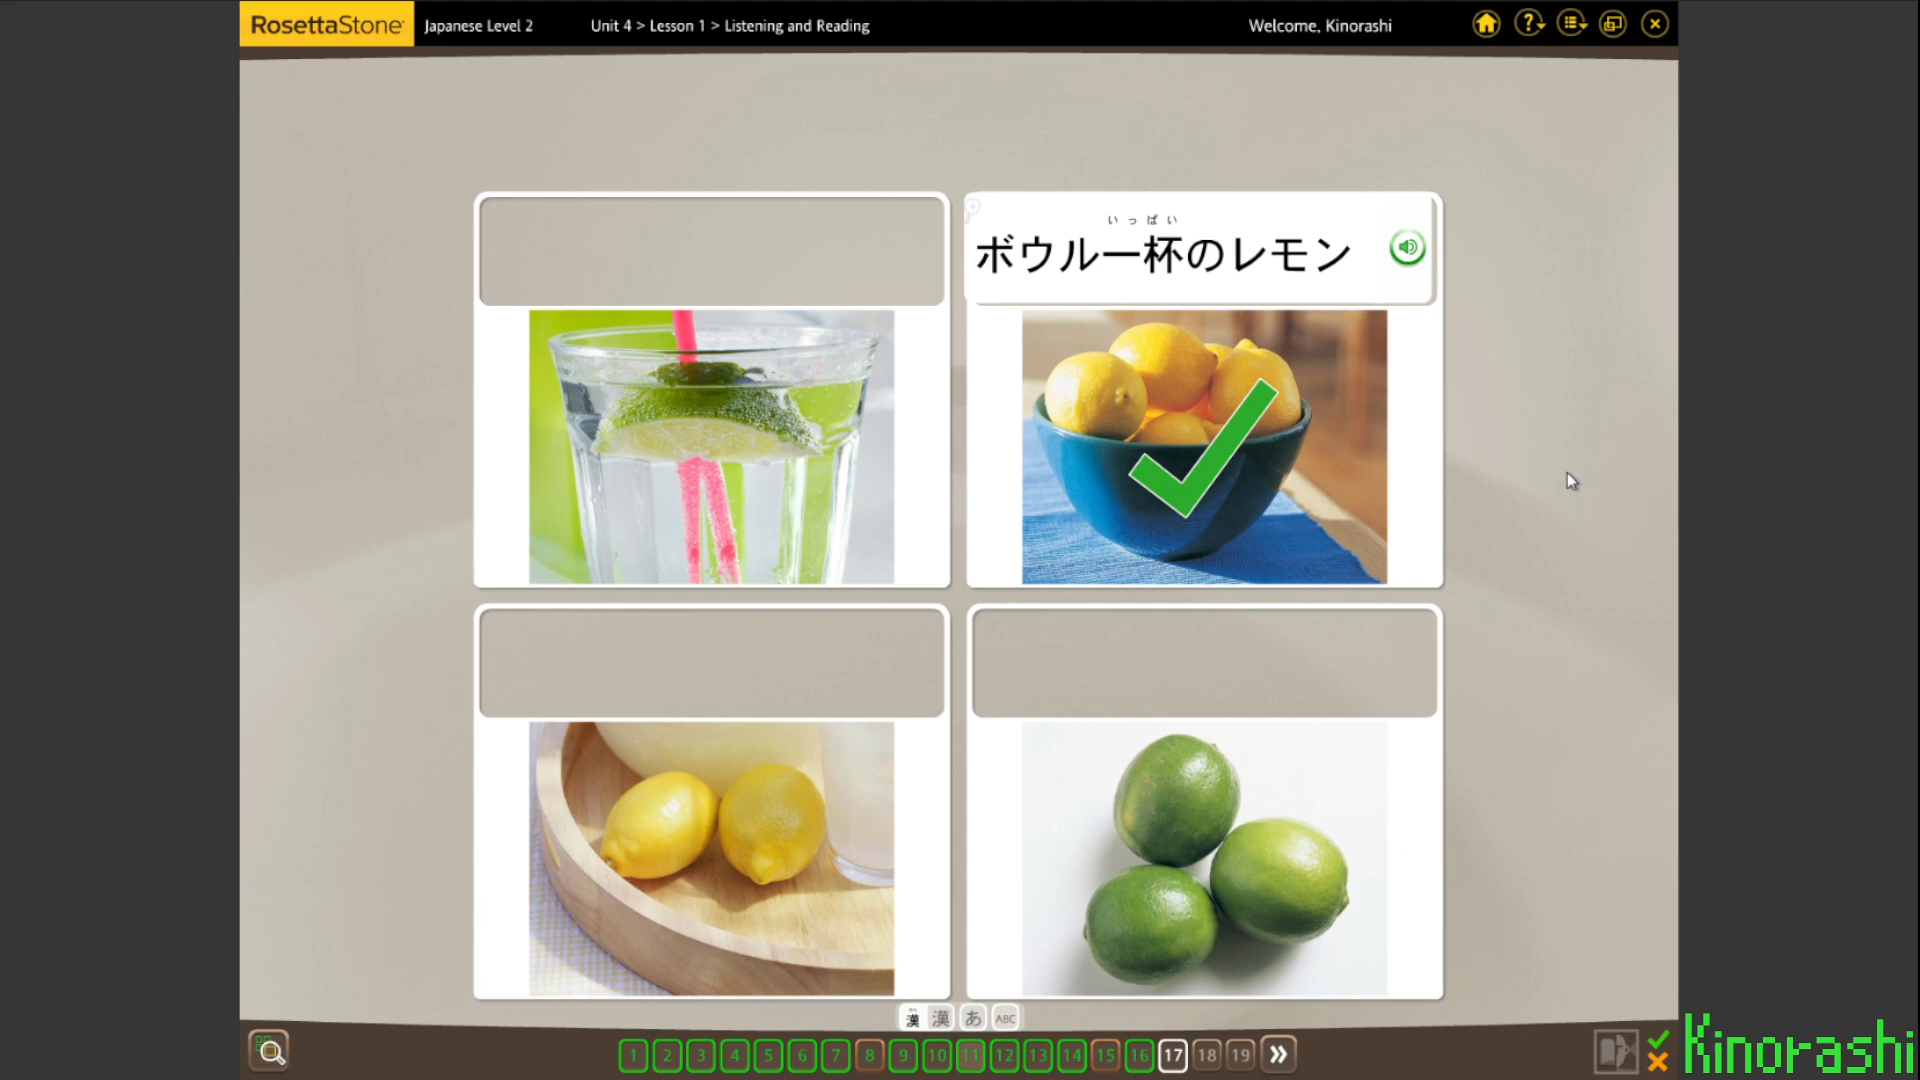 RosettaStone
Japanese Level 2
Unit 4 > Lesson 1 > Listening and Reading
Welcome, Kinorashi
いっぱい
ボウル一杯のレモン
漢 漢 あ ABC
1 2 3 4 5 6 7 8 9 10 11 12 13 14 15 16 17 18 19
Kinorashi